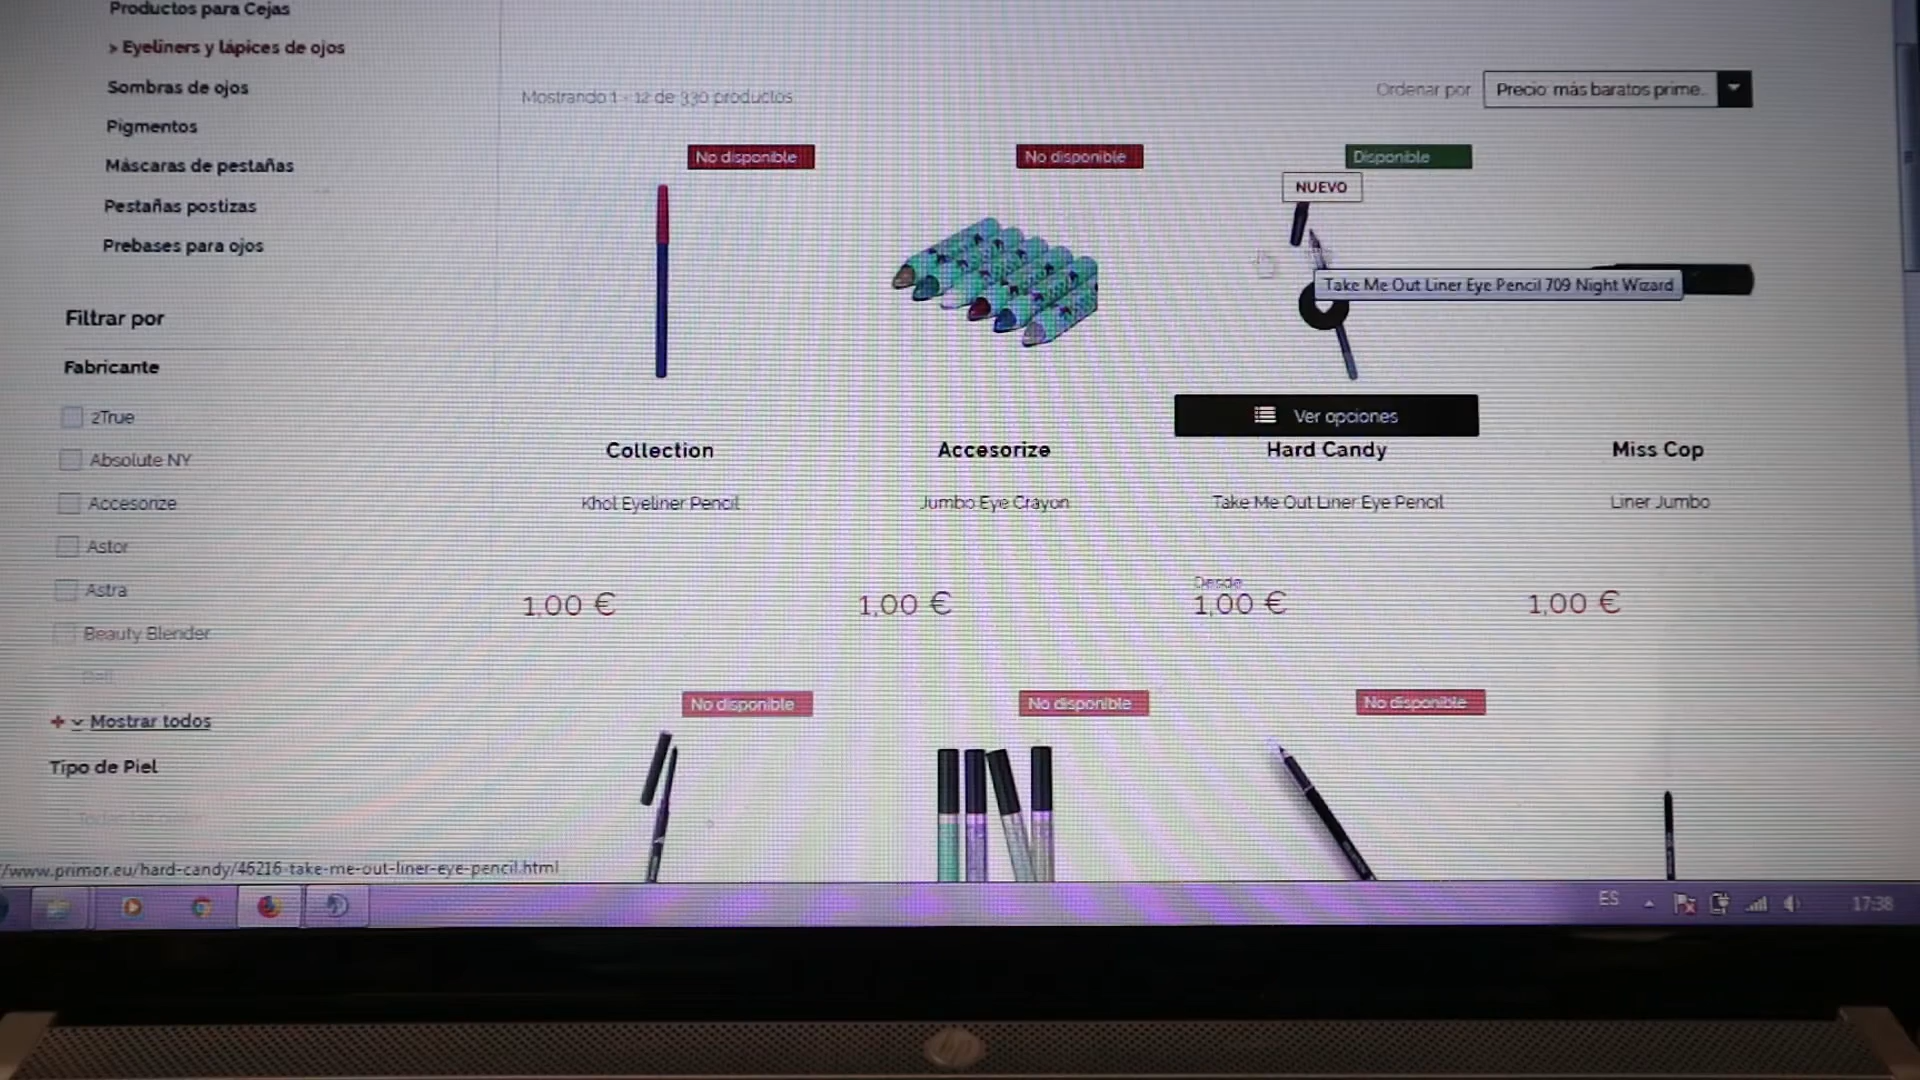 Productos para Cejas
> Eyeliners y lápices de ojos
Sombras de ojos
Pigmentos
Máscaras de pestañas
Pestañas postizas
Prebases para ojos
Filtrar por
Fabricante
2True
Absolute NY
Accesorize
Astor
Astra
Beauty Blender
Bell
+ Mostrar todos
Tipo de Piel
Mostrando 1 - 12 de 330 productos
Ordenar por
Precio: más baratos prime..
No disponible
No disponible
Disponible
NUEVO
Take Me Out Liner Eye Pencil 709 Night Wizard
Ver opciones
Collection
Accesorize
Hard Candy
Miss Cop
Khol Eyeliner Pencil
Jumbo Eye Crayon
Take Me Out Liner Eye Pencil
Liner Jumbo
1,00 €
1,00 €
Desde
1,00 €
1,00 €
No disponible
No disponible
No disponible
//www.primor.eu/hard-candy/46216-take-me-out-liner-eye-pencil.html
ES
17:38
hp